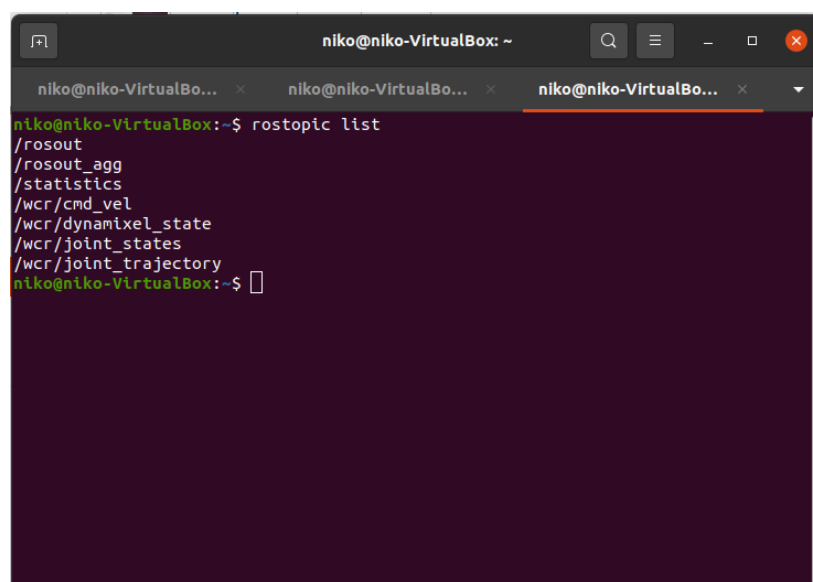 niko@niko-VirtualBox: ~
niko@niko-VirtualBo...
niko@niko-VirtualBo...
niko@niko-VirtualBo...
niko@niko-VirtualBox:~$ rostopic list
/rosout
/rosout_agg
/statistics
/wcr/cmd_vel
/wcr/dynamixel_state
/wcr/joint_states
/wcr/joint_trajectory
niko@niko-VirtualBox:~$